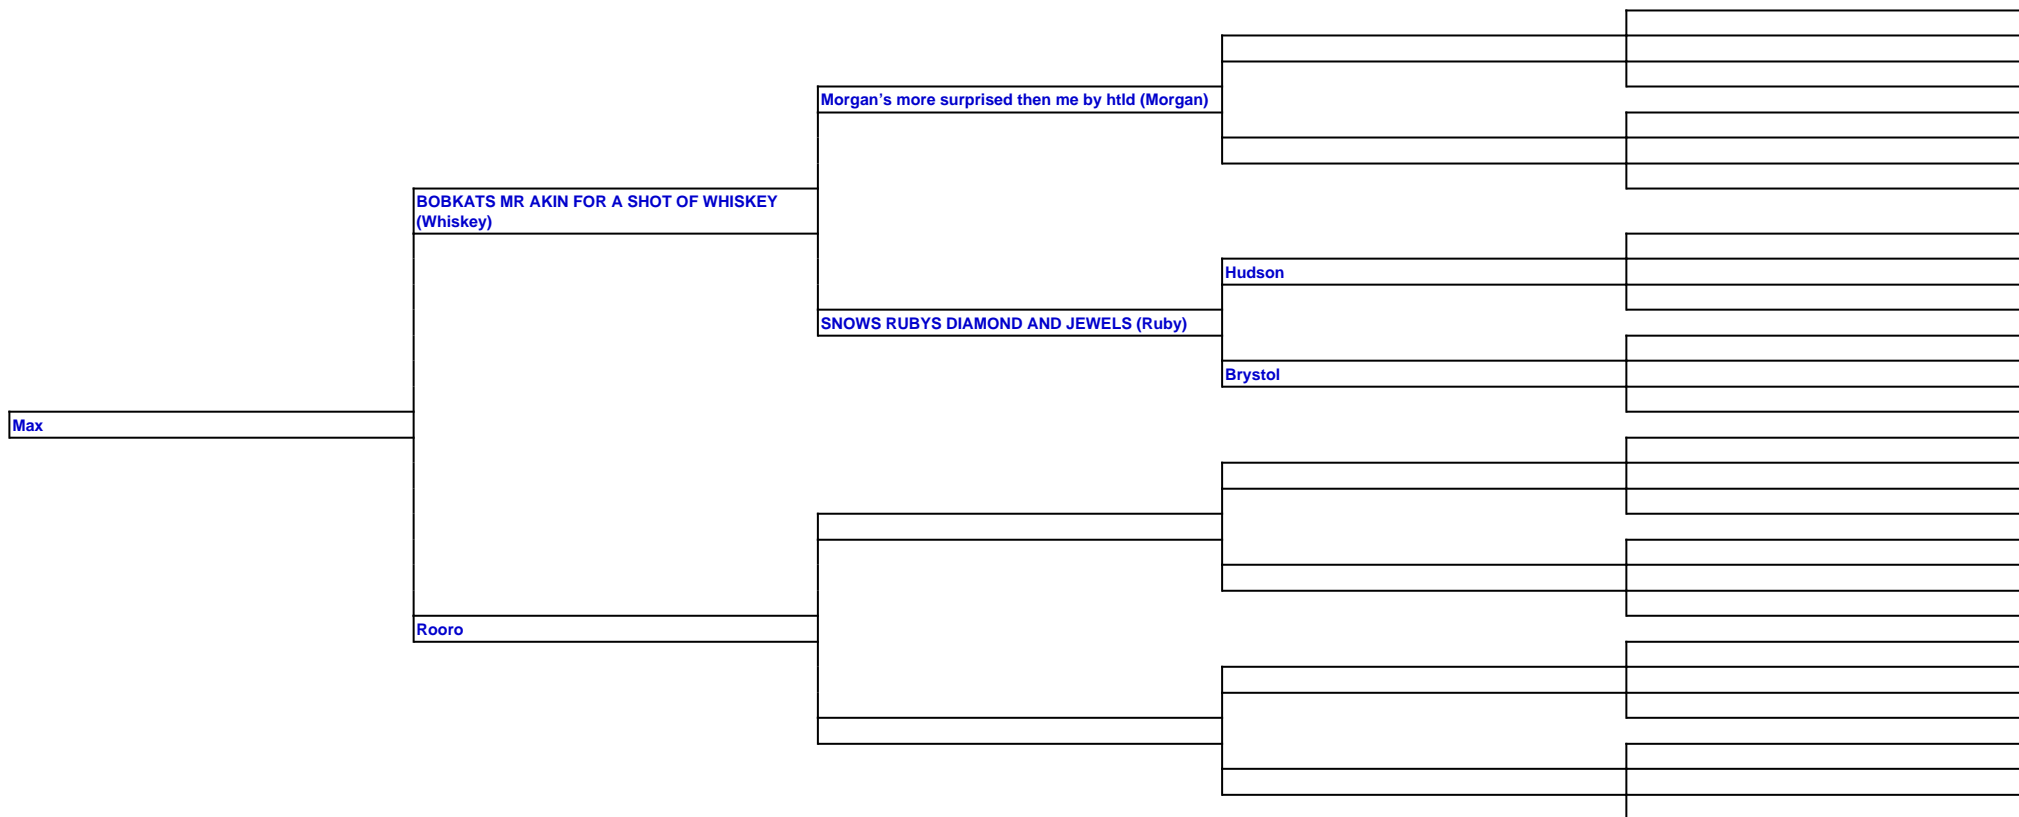 Morgan’s more surprised then me by htld (Morgan)
BOBKATS MR AKIN FOR A SHOT OF WHISKEY
(Whiskey)
Hudson
SNOWS RUBYS DIAMOND AND JEWELS (Ruby)
Brystol
Max
Rooro